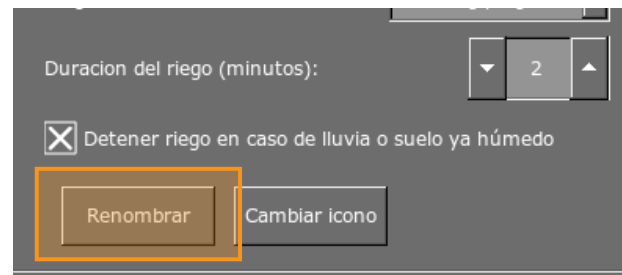 Duracion del riego (minutos):
2
Detener riego en caso de lluvia o suelo ya húmedo
Renombrar
Cambiar icono